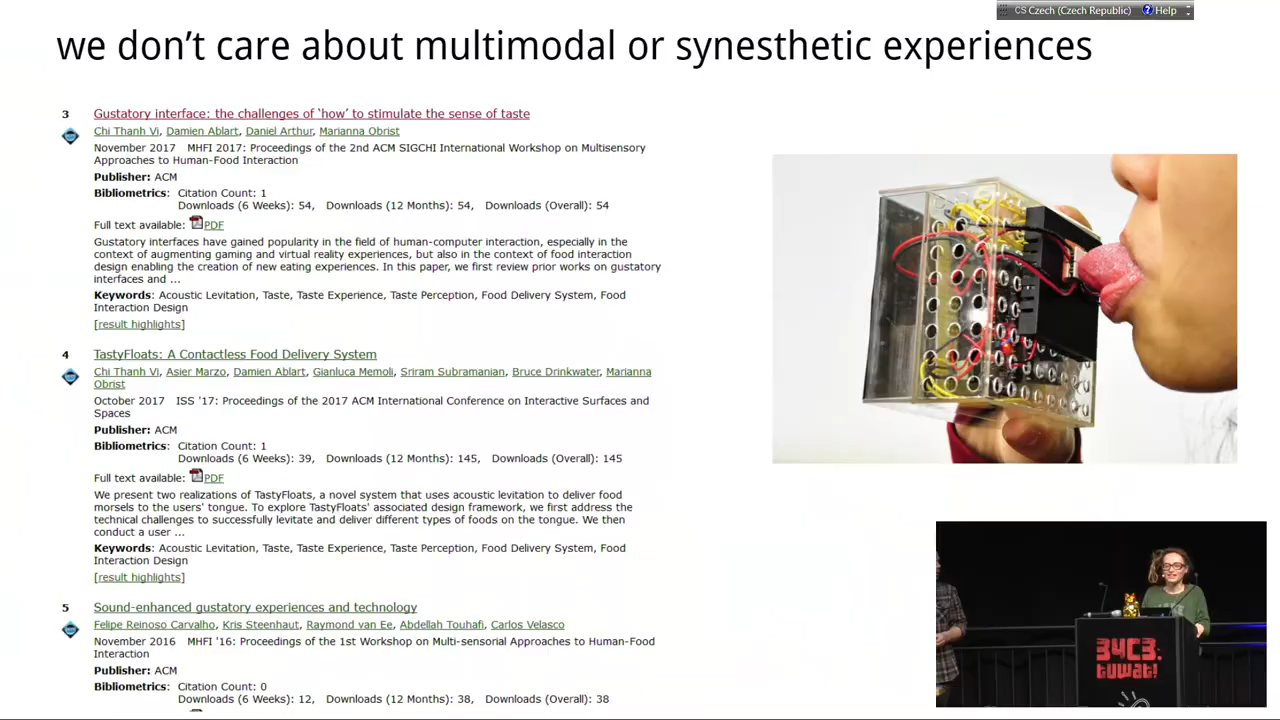 CS Czech (Czech Republic) Help
we don't care about multimodal or synesthetic experiences
3 Gustatory interface: the challenges of 'how' to stimulate the sense of taste
Chi Thanh Vi, Damien Ablart, Daniel Arthur, Marianna Obrist
November 2017 MHFI 2017: Proceedings of the 2nd ACM SIGCHI International Workshop on Multisensory
Approaches to Human-Food Interaction
Publisher: ACM
Bibliometrics: Citation Count: 1
Downloads (6 Weeks): 54, Downloads (12 Months): 54, Downloads (Overall): 54
Full text available: PDF
Gustatory interfaces have gained popularity in the field of human-computer interaction, especially in the
context of augmenting gaming and virtual reality experiences, but also in the context of food interaction
design enabling the creation of new eating experiences. In this paper, we first review prior works on gustatory
interfaces and ...
Keywords: Acoustic Levitation, Taste, Taste Experience, Taste Perception, Food Delivery System, Food
Interaction Design
[result highlights]
4 TastyFloats: A Contactless Food Delivery System
Chi Thanh Vi, Asier Marzo, Damien Ablart, Gianluca Memoli, Sriram Subramanian, Bruce Drinkwater, Marianna
Obrist
October 2017 ISS '17: Proceedings of the 2017 ACM International Conference on Interactive Surfaces and
Spaces
Publisher: ACM
Bibliometrics: Citation Count: 1
Downloads (6 Weeks): 39, Downloads (12 Months): 145, Downloads (Overall): 145
Full text available: PDF
We present two realizations of TastyFloats, a novel system that uses acoustic levitation to deliver food
morsels to the users' tongue. To explore TastyFloats' associated design framework, we first address the
technical challenges to successfully levitate and deliver different types of foods on the tongue. We then
conduct a user ...
Keywords: Acoustic Levitation, Taste, Taste Experience, Taste Perception, Food Delivery System, Food
Interaction Design
[result highlights]
5 Sound-enhanced gustatory experiences and technology
Felipe Reinoso Carvalho, Kris Steenhaut, Raymond van Ee, Abdellah Touhafi, Carlos Velasco
November 2016 MHFI '16: Proceedings of the 1st Workshop on Multi-sensorial Approaches to Human-Food
Interaction
Publisher: ACM
Bibliometrics: Citation Count: 0
Downloads (6 Weeks): 12, Downloads (12 Months): 38, Downloads (Overall): 38
34C3.
tuwat!